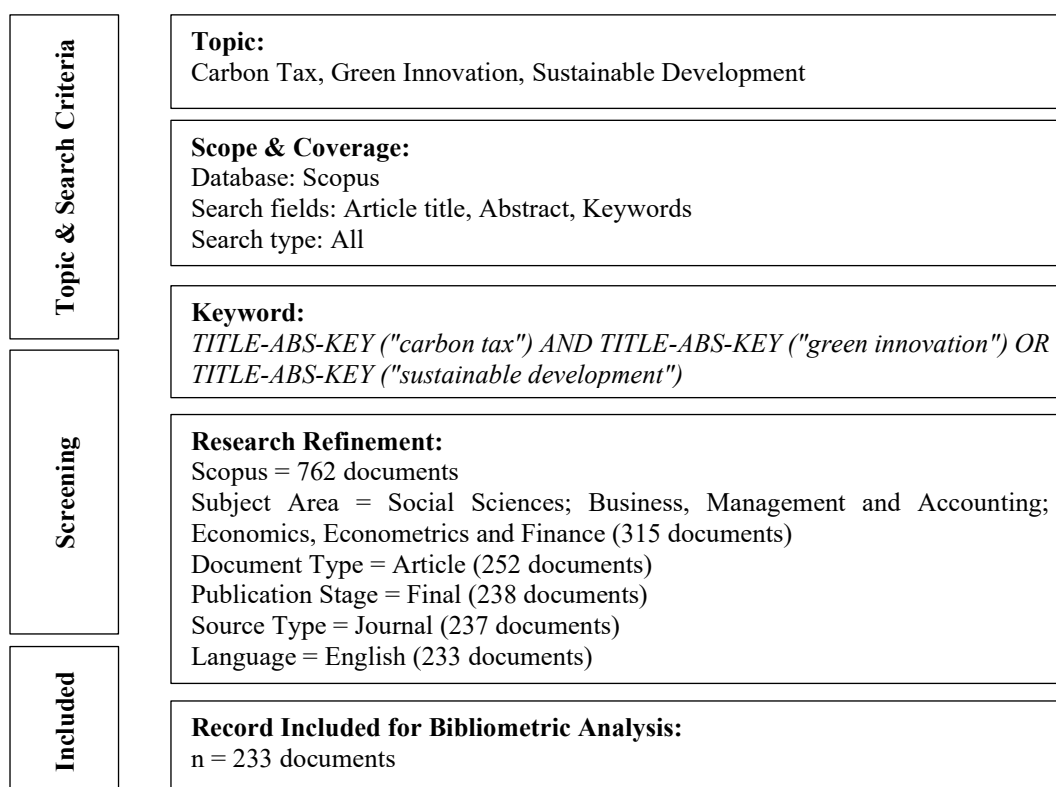 Topic & Search Criteria
Topic:
Carbon Tax, Green Innovation, Sustainable Development
Scope & Coverage:
Database: Scopus
Search fields: Article title, Abstract, Keywords
Search type: All
Keyword:
TITLE-ABS-KEY ("carbon tax") AND TITLE-ABS-KEY ("green innovation") OR
TITLE-ABS-KEY ("sustainable development")
Screening
Research Refinement:
Scopus = 762 documents
Subject Area = Social Sciences; Business, Management and Accounting;
Economics, Econometrics and Finance (315 documents)
Document Type = Article (252 documents)
Publication Stage = Final (238 documents)
Source Type = Journal (237 documents)
Language = English (233 documents)
Included
Record Included for Bibliometric Analysis:
n = 233 documents